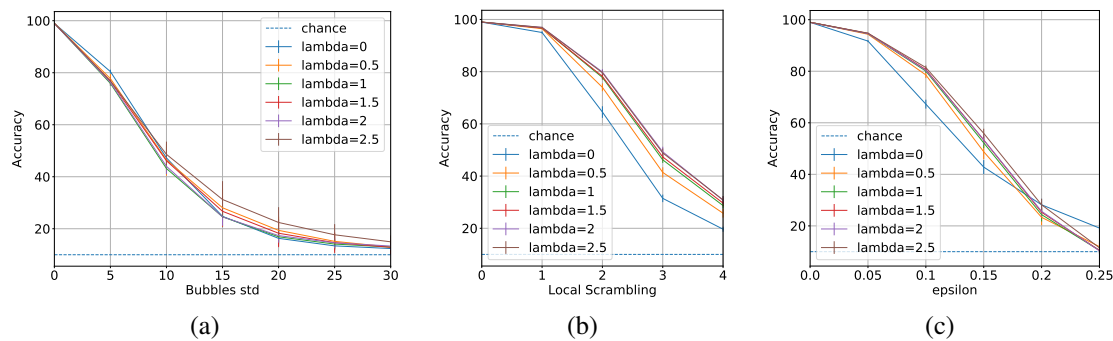 100
80
60
40
20
Accuracy
chance
lambda=0
lambda=0.5
lambda=1
lambda=1.5
lambda=2
lambda=2.5
0 5 10 15 20 25 30
Bubbles std
(a)
100
80
60
40
20
Accuracy
chance
lambda=0
lambda=0.5
lambda=1
lambda=1.5
lambda=2
lambda=2.5
0 1 2 3 4
Local Scrambling
(b)
100
80
60
40
20
Accuracy
chance
lambda=0
lambda=0.5
lambda=1
lambda=1.5
lambda=2
lambda=2.5
0.0 0.05 0.1 0.15 0.2 0.25
epsilon
(c)